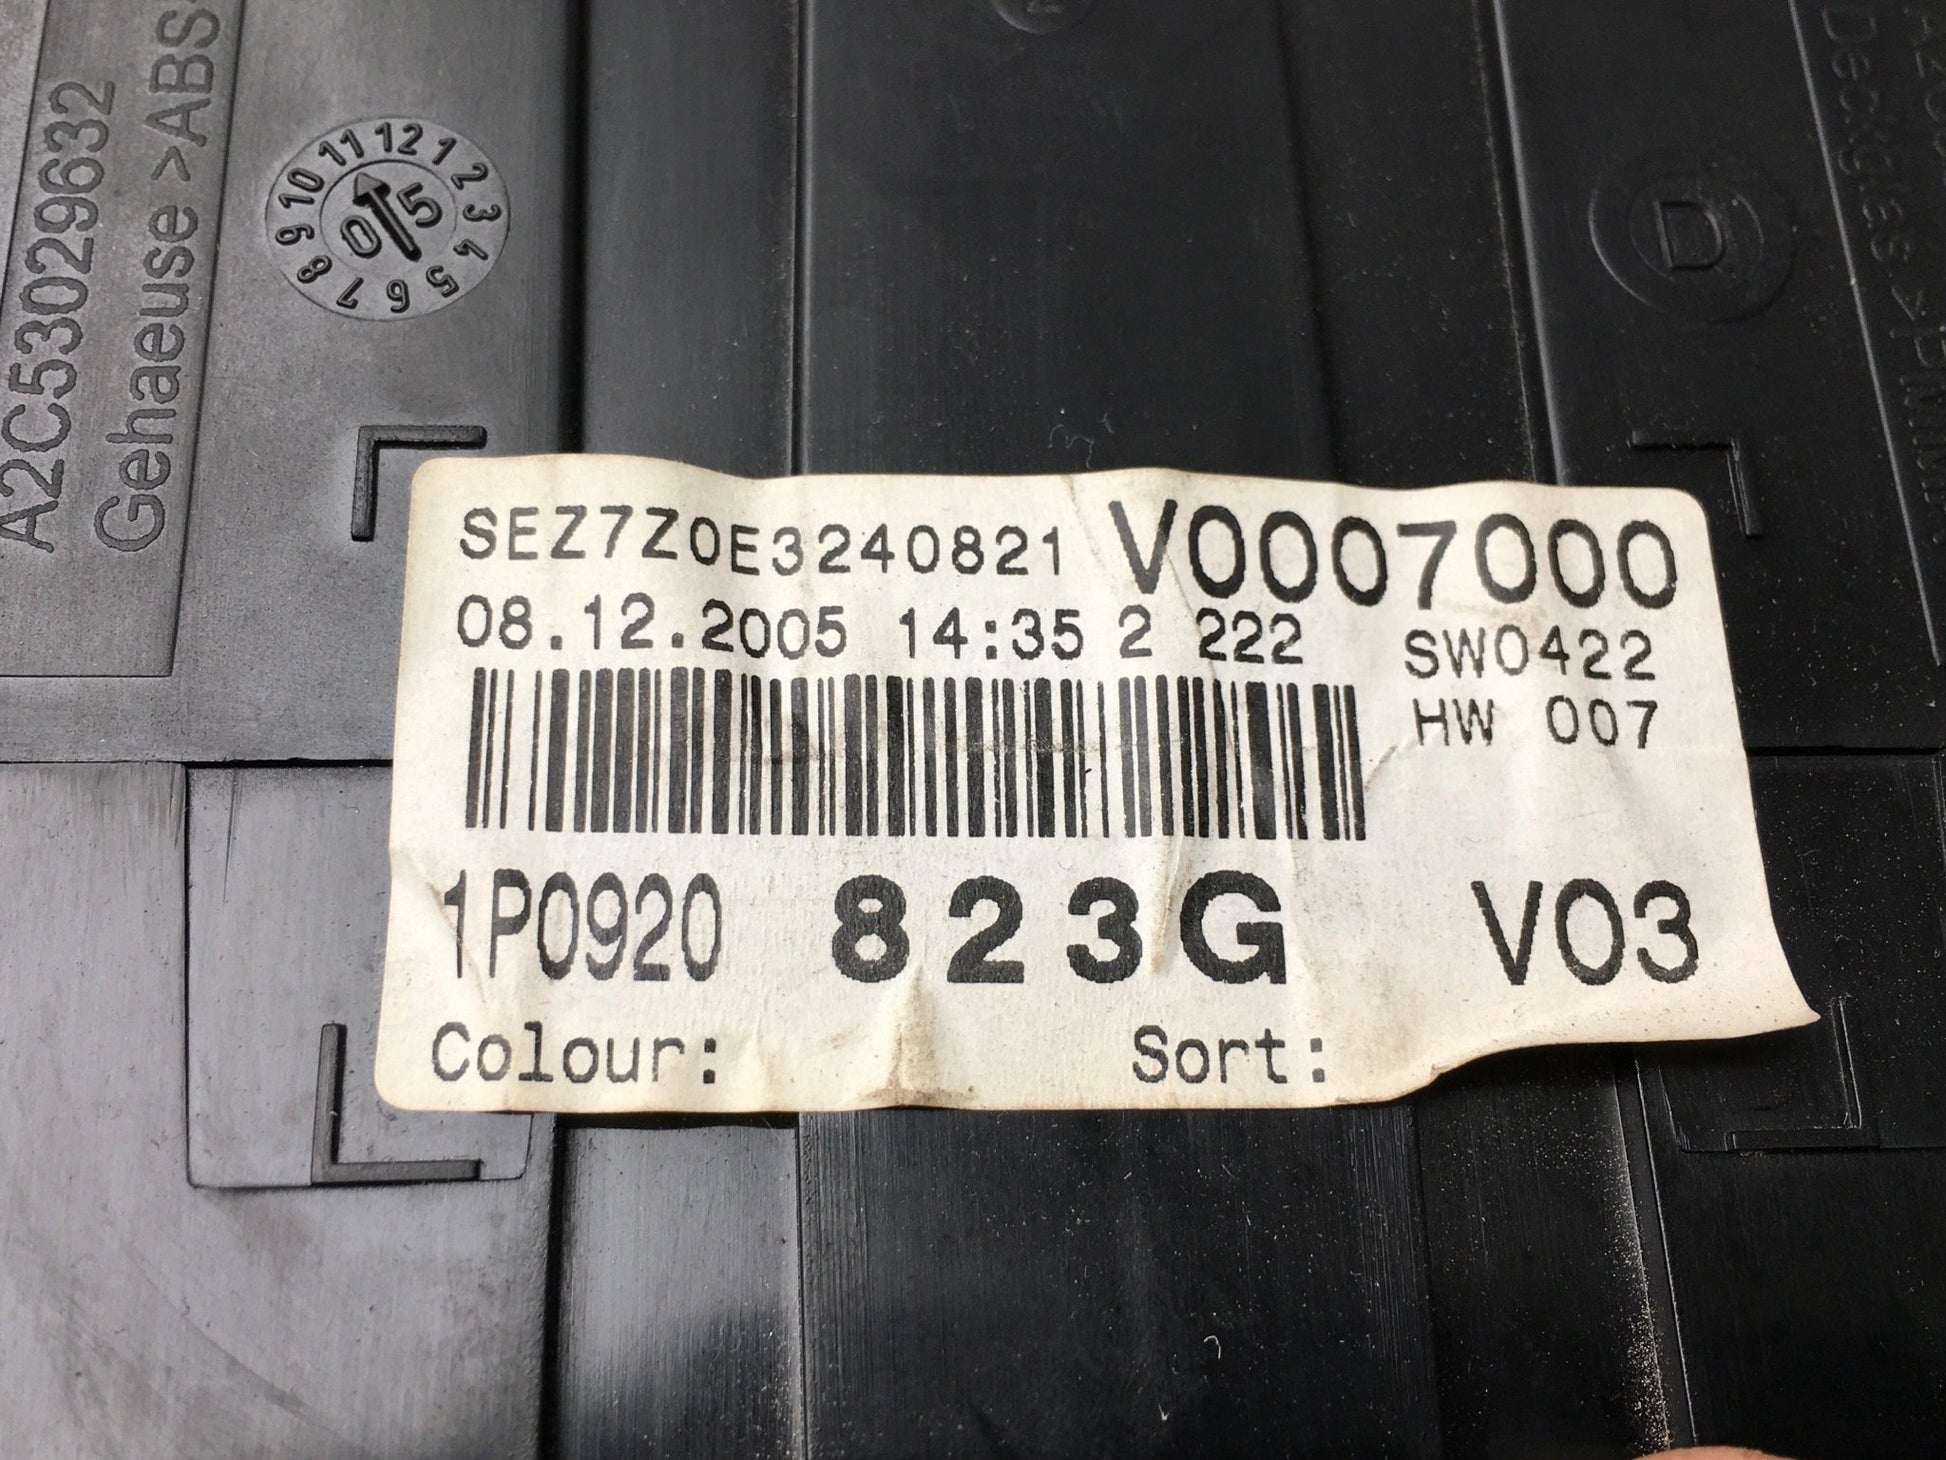 A2C53029632
Gehaeuse >ABS
11 12 1 2 3 4 5 6 7 8 9 10
05
D
Deckglas
SEZ7Z0E3240821 V0007000
08.12.2005 14:35 2 222 SW0422
HW 007
1P0920 823G V03
Colour: Sort: